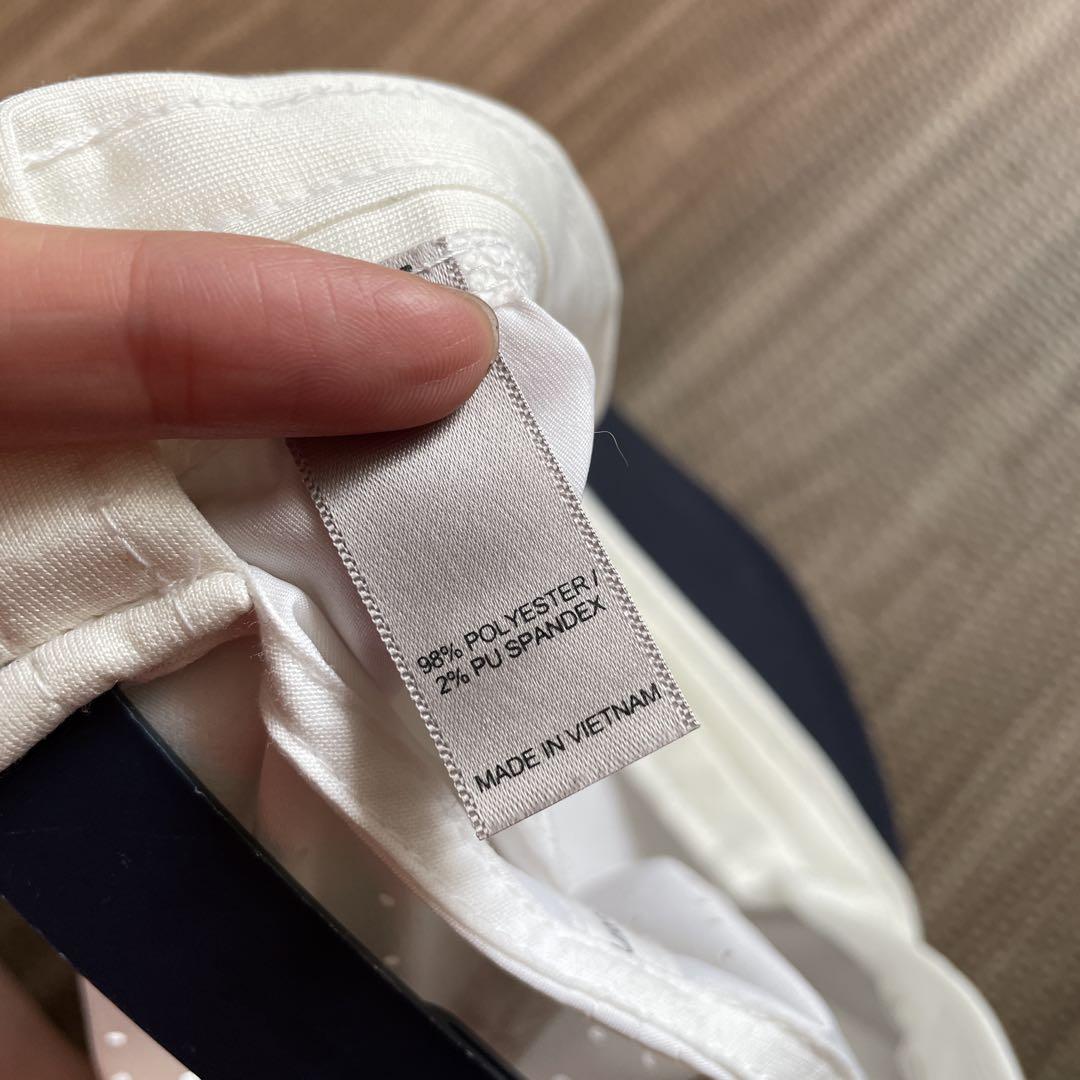 98% POLYESTER /
2% PU SPANDEX
MADE IN VIETNAM